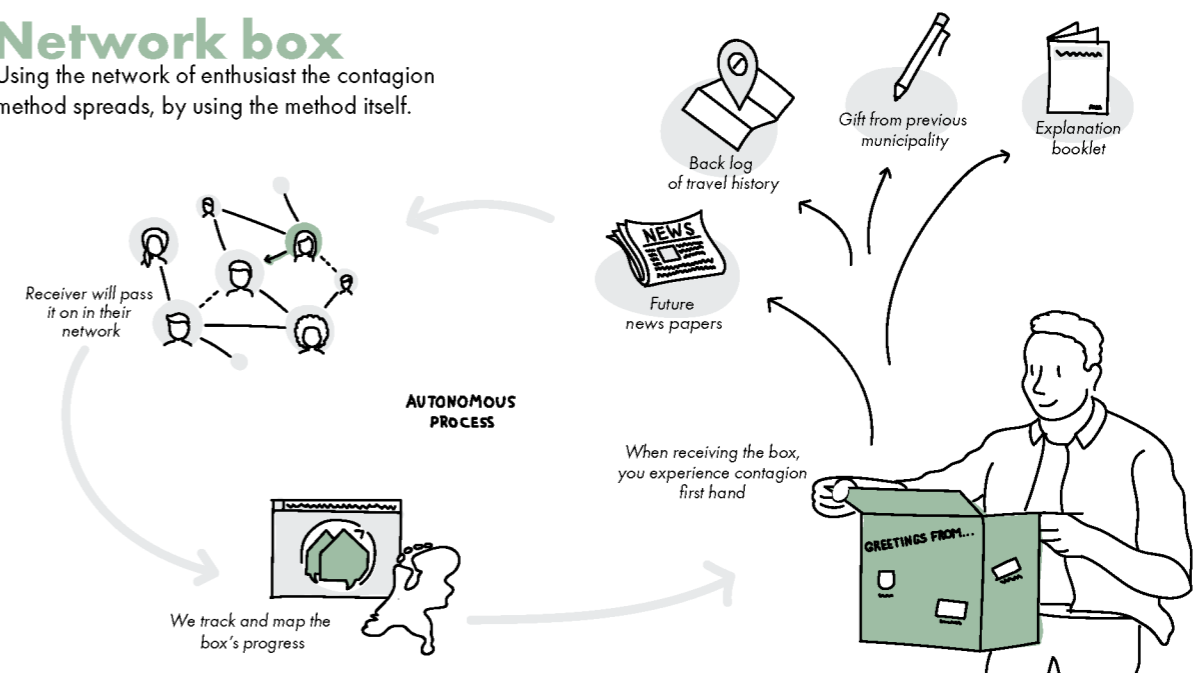 Network box
Using the network of enthusiast the contagion
method spreads, by using the method itself.
Back log
of travel history
Gift from previous
municipality
Explanation
booklet
NEWS
Future
news papers
Receiver will pass
it on in their
network
AUTONOMOUS
PROCESS
When receiving the box,
you experience contagion
first hand
GREETINGS FROM...
We track and map the
box's progress